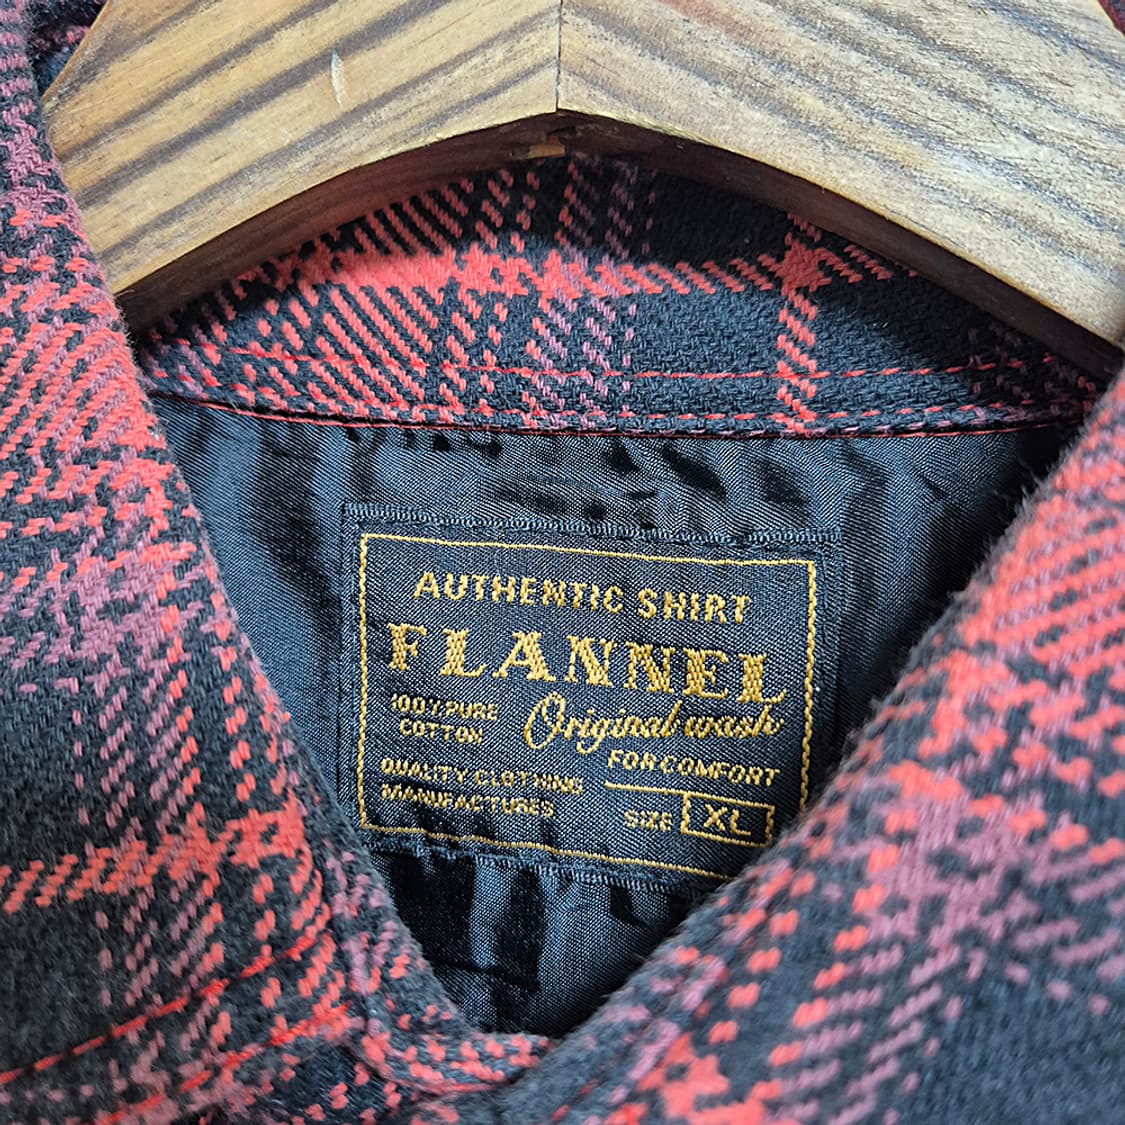 AUTHENTIC SHIRT
FLANNEL
100% PURE
COTTON
Original wash
FOR COMFORT
QUALITY CLOTHING
MANUFACTURES
SIZE XL